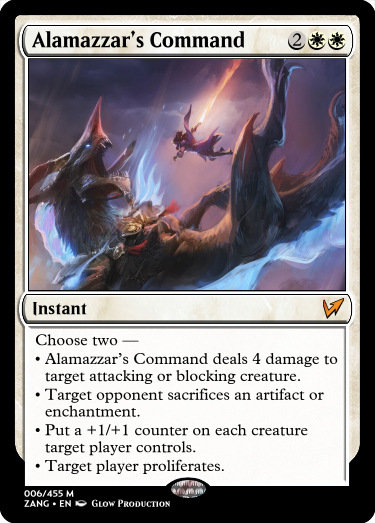 Alamazzar's Command 2
Instant
Choose two —
• Alamazzar's Command deals 4 damage to
target attacking or blocking creature.
• Target opponent sacrifices an artifact or
enchantment.
• Put a +1/+1 counter on each creature
target player controls.
• Target player proliferates.
006/455 M
ZANG • EN Glow Production